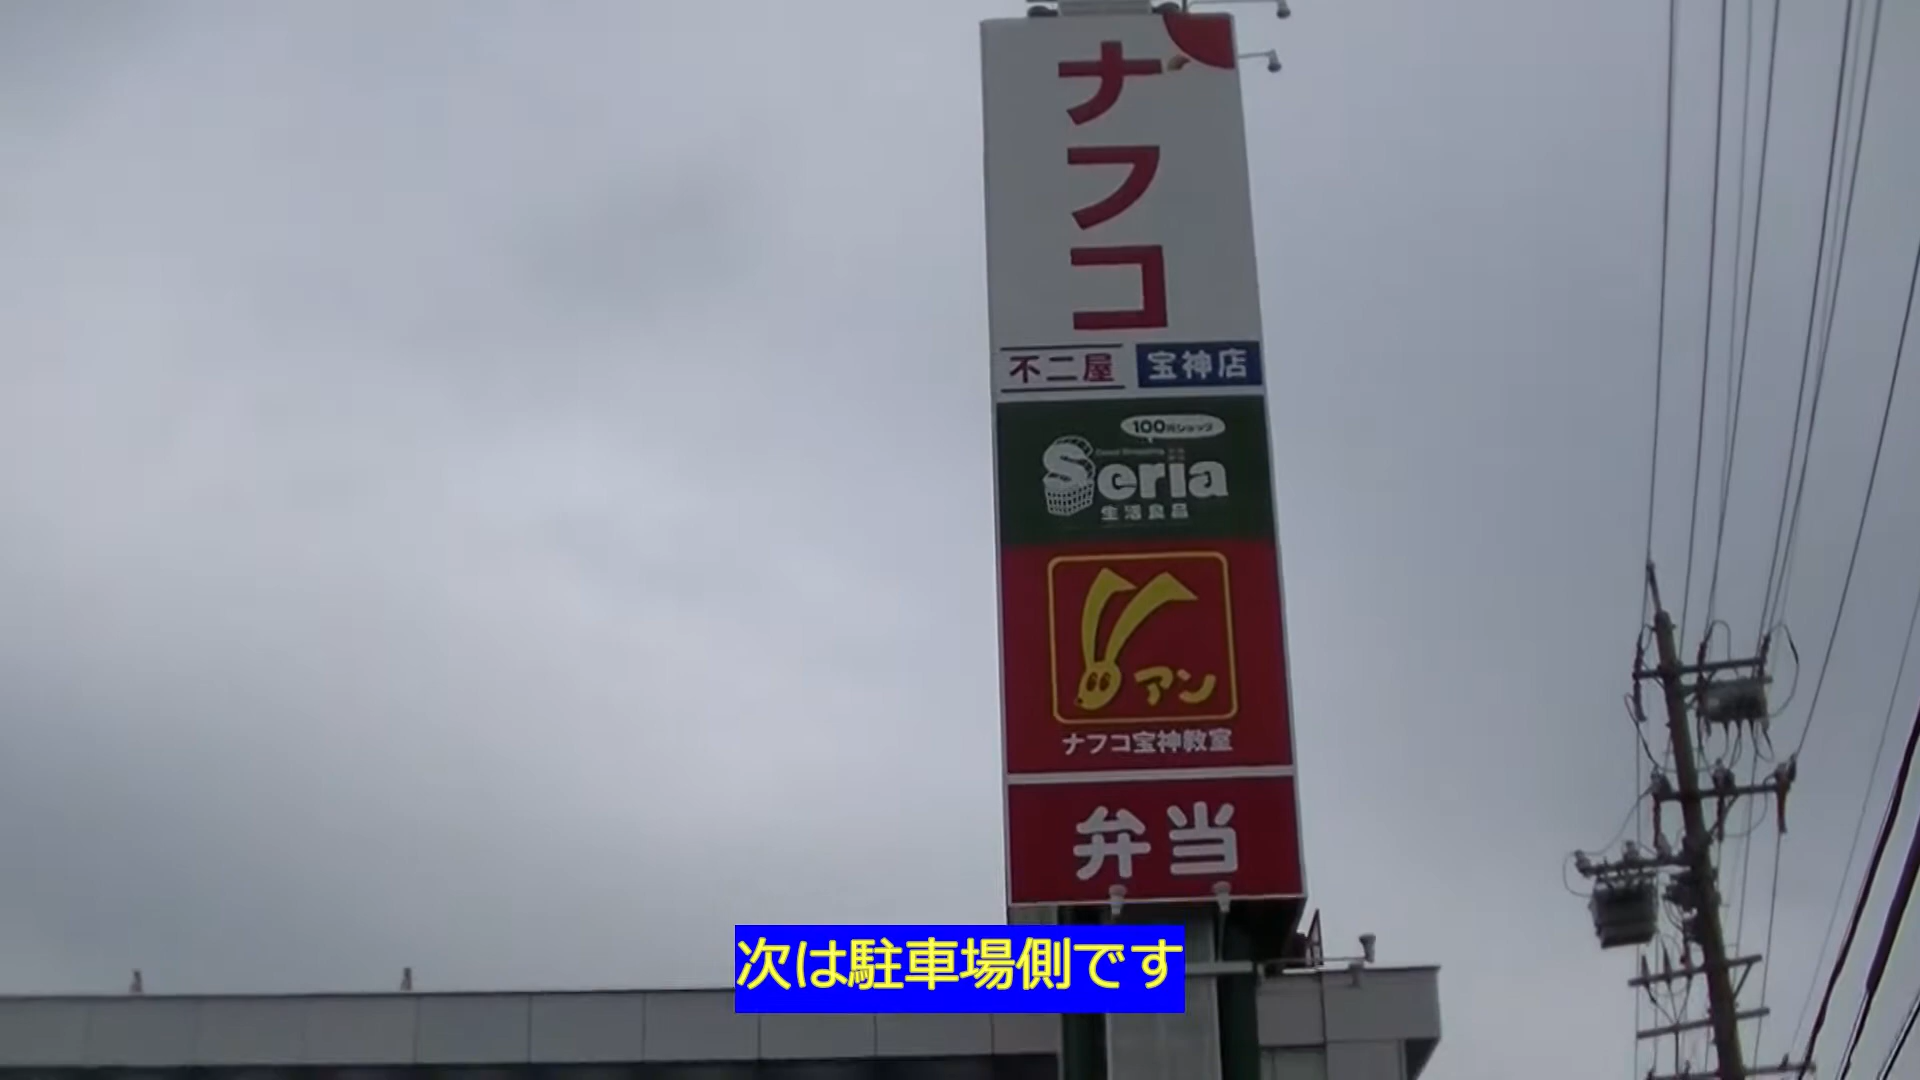 ナフコ
不二屋 宝神店
100円ショップ
Seria
生活良品
アン
ナフコ宝神教室
弁当
次は駐車場側です